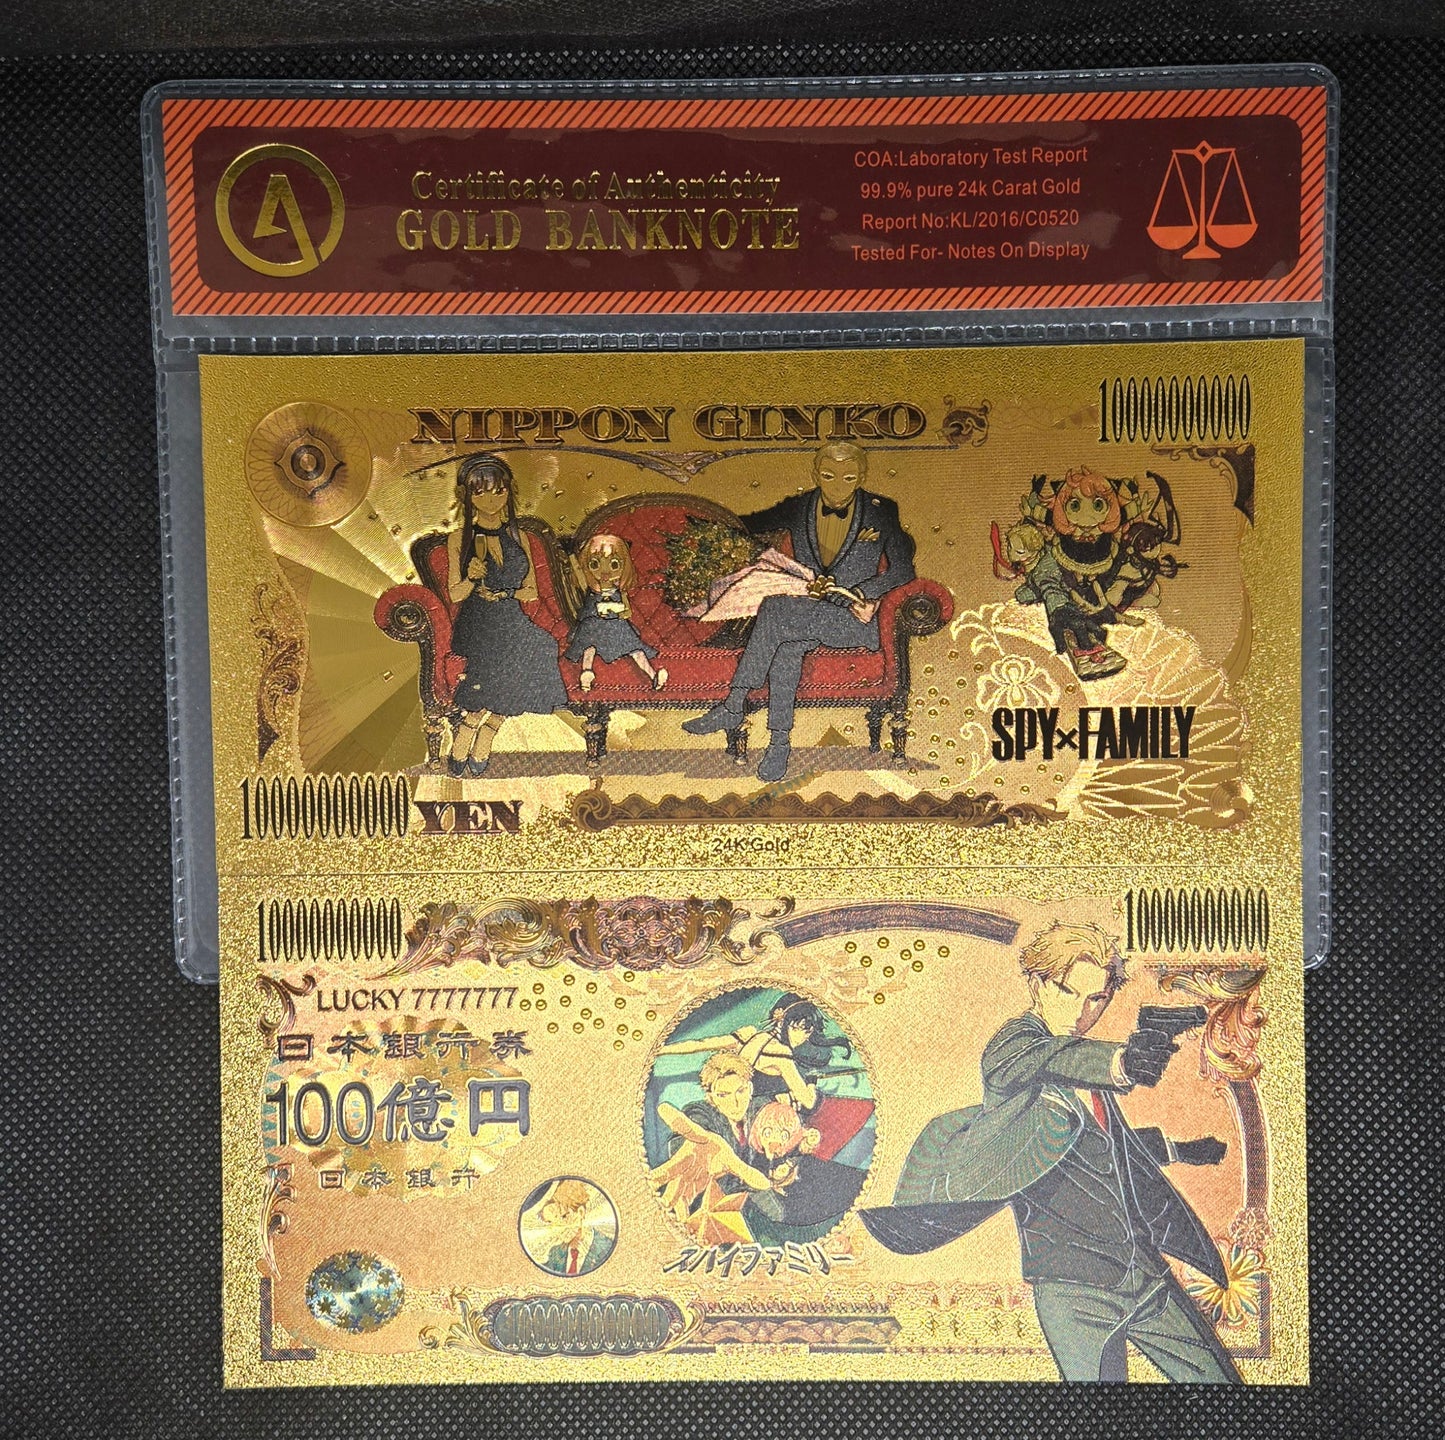 Certificate of Authenticity
GOLD BANKNOTE
COA:Laboratory Test Report
99.9% pure 24k Carat Gold
Report No:KL/2016/C0520
Tested For- Notes On Display
NIPPON GINKO
10000000000
SPY×FAMILY
10000000000 YEN
24K Gold
10000000000
10000000000
LUCKY 7777777
日本銀行券
100億円
日本銀行
スパイファミリー
10000000000